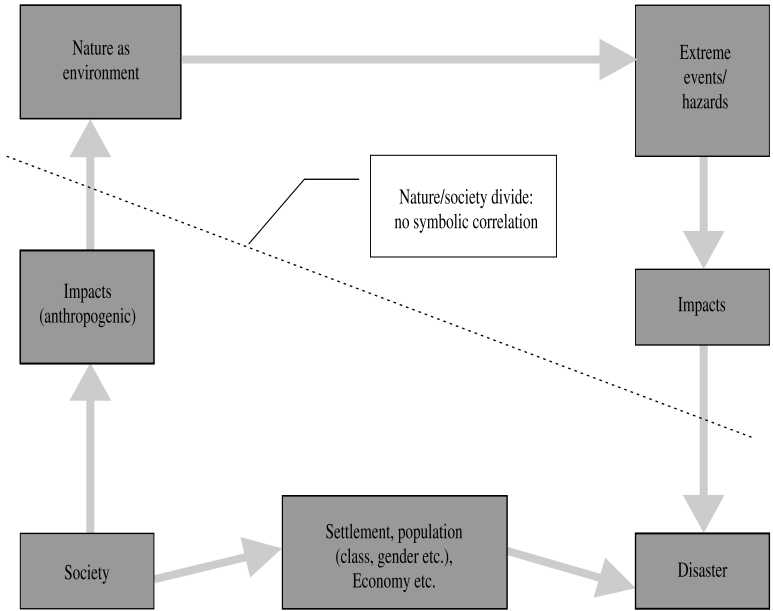 Nature as
environment
Extreme
events/
hazards
Nature/society divide:
no symbolic correlation
Impacts
(anthropogenic)
Impacts
Settlement, population
(class, gender etc.),
Economy etc.
Society
Disaster